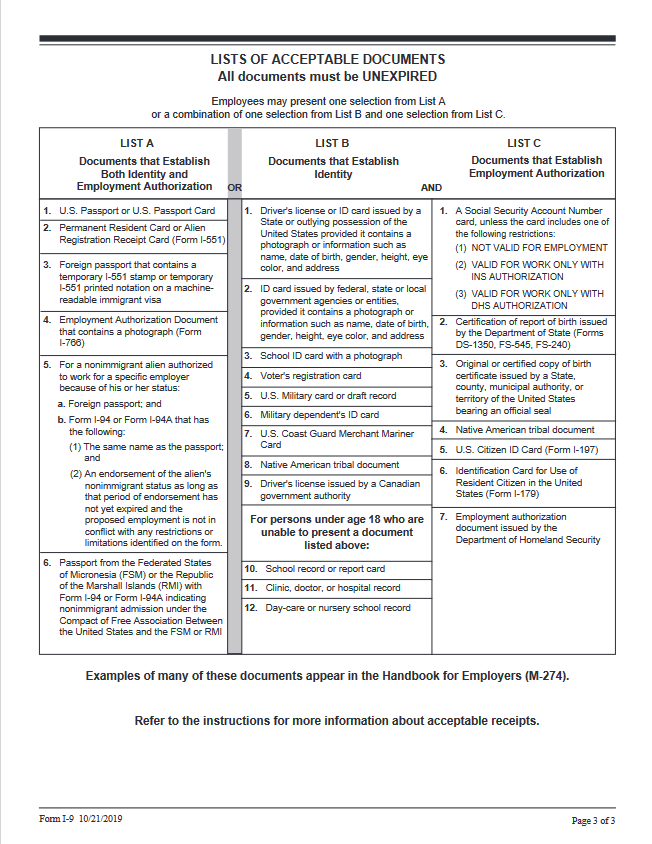 LISTS OF ACCEPTABLE DOCUMENTS
All documents must be UNEXPIRED
Employees may present one selection from List A
or a combination of one selection from List B and one selection from List C.
LIST A
Documents that Establish
Both Identity and
Employment Authorization
OR
LIST B
Documents that Establish
Identity
AND
LIST C
Documents that Establish
Employment Authorization
1. U.S. Passport or U.S. Passport Card
2. Permanent Resident Card or Alien
Registration Receipt Card (Form I-551)
3. Foreign passport that contains a
temporary I-551 stamp or temporary
I-551 printed notation on a machine-
readable immigrant visa
4. Employment Authorization Document
that contains a photograph (Form
I-766)
5. For a nonimmigrant alien authorized
to work for a specific employer
because of his or her status:
a. Foreign passport; and
b. Form I-94 or Form I-94A that has
the following:
(1) The same name as the passport;
and
(2) An endorsement of the alien's
nonimmigrant status as long as
that period of endorsement has
not yet expired and the
proposed employment is not in
conflict with any restrictions or
limitations identified on the form.
6. Passport from the Federated States
of Micronesia (FSM) or the Republic
of the Marshall Islands (RMI) with
Form I-94 or Form I-94A indicating
nonimmigrant admission under the
Compact of Free Association Between
the United States and the FSM or RMI
1. Driver's license or ID card issued by a
State or outlying possession of the
United States provided it contains a
photograph or information such as
name, date of birth, gender, height, eye
color, and address
2. ID card issued by federal, state or local
government agencies or entities,
provided it contains a photograph or
information such as name, date of birth,
gender, height, eye color, and address
3. School ID card with a photograph
4. Voter's registration card
5. U.S. Military card or draft record
6. Military dependent's ID card
7. U.S. Coast Guard Merchant Mariner
Card
8. Native American tribal document
9. Driver's license issued by a Canadian
government authority
For persons under age 18 who are
unable to present a document
listed above:
10. School record or report card
11. Clinic, doctor, or hospital record
12. Day-care or nursery school record
1. A Social Security Account Number
card, unless the card includes one of
the following restrictions:
(1) NOT VALID FOR EMPLOYMENT
(2) VALID FOR WORK ONLY WITH
INS AUTHORIZATION
(3) VALID FOR WORK ONLY WITH
DHS AUTHORIZATION
2. Certification of report of birth issued
by the Department of State (Forms
DS-1350, FS-545, FS-240)
3. Original or certified copy of birth
certificate issued by a State,
county, municipal authority, or
territory of the United States
bearing an official seal
4. Native American tribal document
5. U.S. Citizen ID Card (Form I-197)
6. Identification Card for Use of
Resident Citizen in the United
States (Form I-179)
7. Employment authorization
document issued by the
Department of Homeland Security
Examples of many of these documents appear in the Handbook for Employers (M-274).
Refer to the instructions for more information about acceptable receipts.
Form I-9 10/21/2019
Page 3 of 3